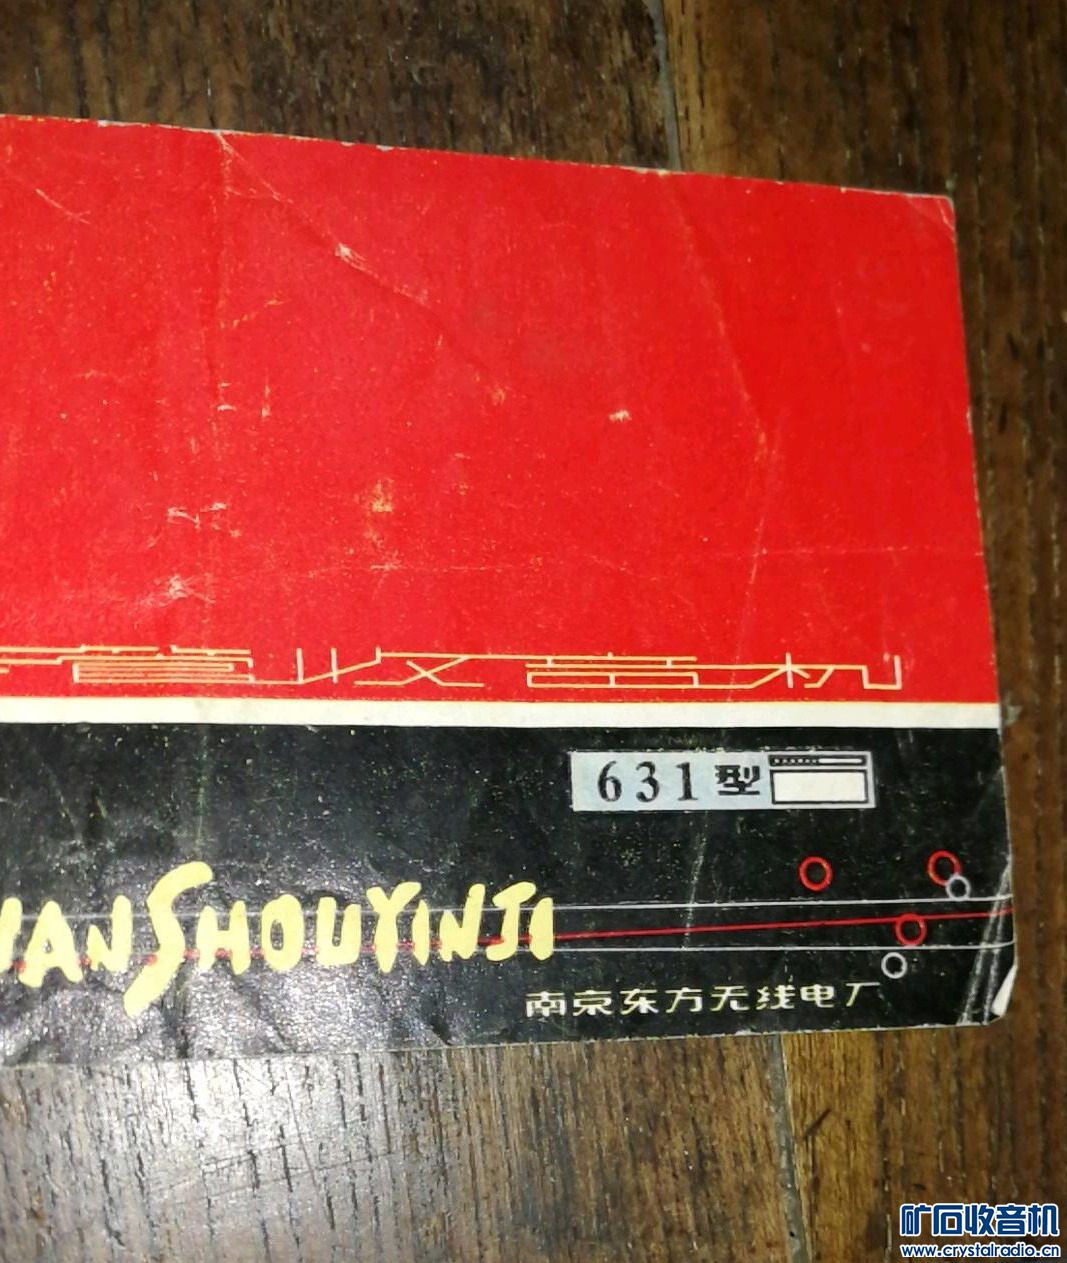 管收音机
631型
UANSHOUYINJI
南京东方无线电厂
矿石收音机
www.crystalradio.cn